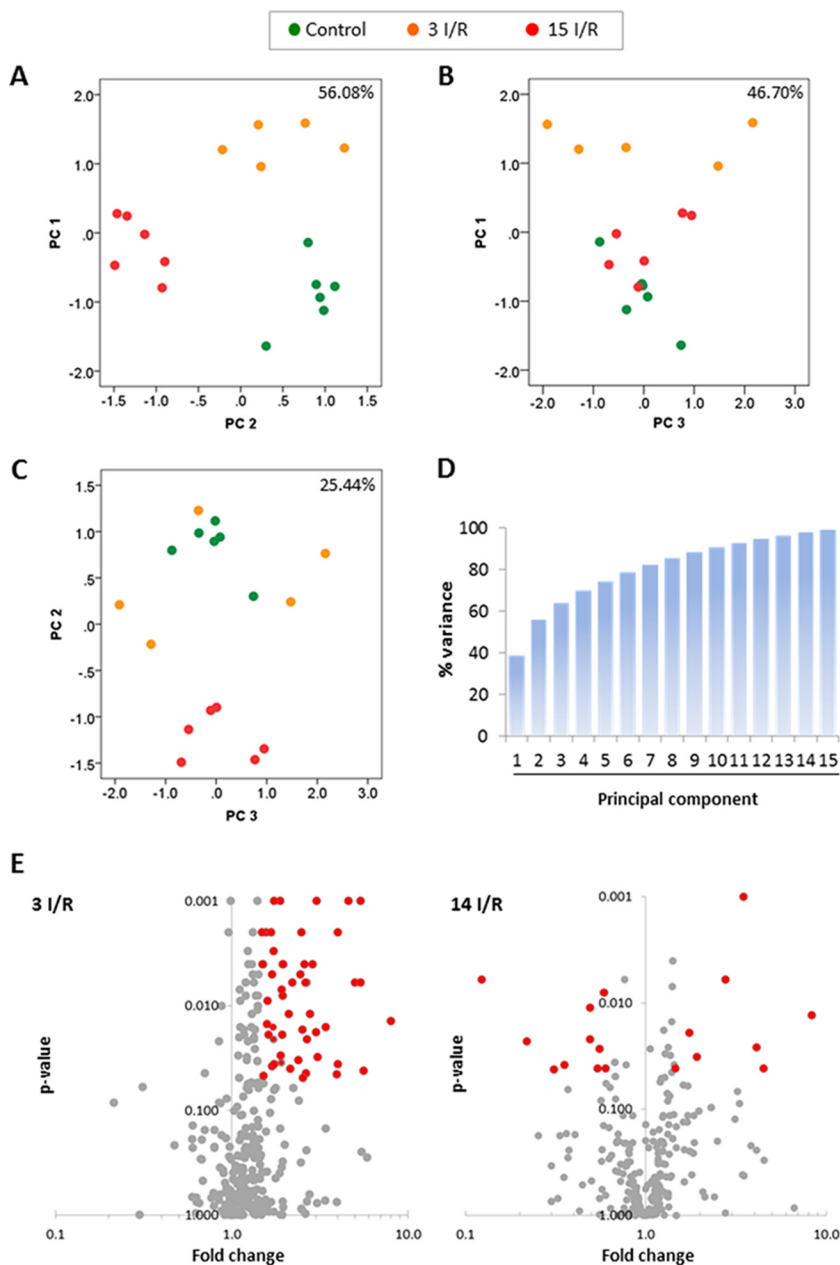 Control 3 I/R 15 I/R
A
56.08%
2.0
1.0
.0
-1.0
-2.0
PC 1
-1.5 -1.0 -.5 .0 .5 1.0 1.5
PC 2
B
46.70%
2.0
1.0
.0
-1.0
-2.0
PC 1
-2.0 -1.0 .0 1.0 2.0 3.0
PC 3
C
25.44%
1.5
1.0
.5
.0
-.5
-1.0
-1.5
PC 2
-2.0 -1.0 .0 1.0 2.0 3.0
PC 3
D
100
80
60
40
20
0
% variance
1 2 3 4 5 6 7 8 9 10 11 12 13 14 15
Principal component
E
3 I/R
0.001
0.010
0.100
1.000
p-value
0.1 1.0 10.0
Fold change
14 I/R
0.001
0.010
0.100
1.000
p-value
0.1 1.0 10.0
Fold change